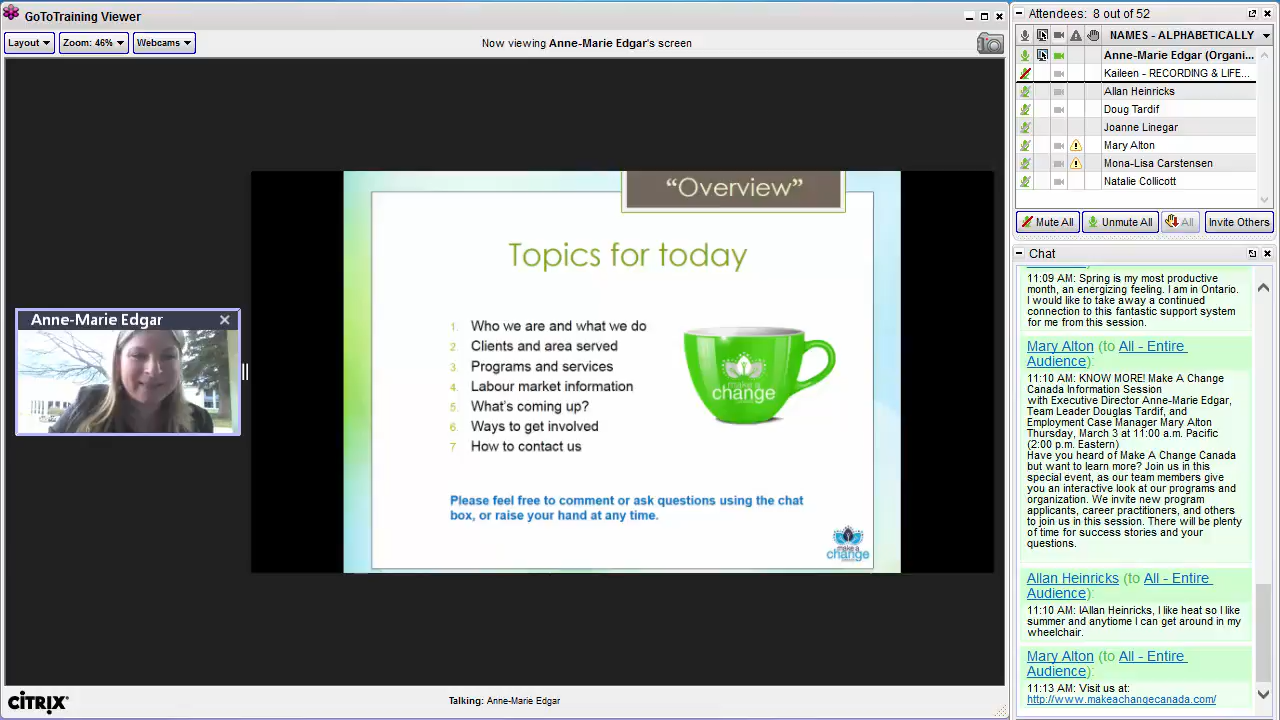 GoToTraining Viewer
Layout
Zoom: 46%
Webcams
Now viewing Anne-Marie Edgar's screen
Anne-Marie Edgar
"Overview"
Topics for today
1. Who we are and what we do
2. Clients and area served
3. Programs and services
4. Labour market information
5. What's coming up?
6. Ways to get involved
7 How to contact us
make a
change
Please feel free to comment or ask questions using the chat
box, or raise your hand at any time.
make a
change
CİTRIX
Talking: Anne-Marie Edgar
Attendees: 8 out of 52
NAMES - ALPHABETICALLY
Anne-Marie Edgar (Organi...
Kaileen - RECORDING & LIFE...
Allan Heinricks
Doug Tardif
Joanne Linegar
Mary Alton
Mona-Lisa Carstensen
Natalie Collicott
Mute All
Unmute All
All
Invite Others
Chat
11:09 AM: Spring is my most productive
month, an energizing feeling. I am in Ontario.
I would like to take away a continued
connection to this fantastic support system
for me from this session.
Mary Alton (to All - Entire
Audience):
11:10 AM: KNOW MORE! Make A Change
Canada Information Session
with Executive Director Anne-Marie Edgar,
Team Leader Douglas Tardif, and
Employment Case Manager Mary Alton
Thursday, March 3 at 11:00 a.m. Pacific
(2:00 p.m. Eastern)
Have you heard of Make A Change Canada
but want to learn more? Join us in this
special event, as our team members give
you an interactive look at our programs and
organization. We invite new program
applicants, career practitioners, and others
to join us in this session. There will be plenty
of time for success stories and your
questions.
Allan Heinricks (to All - Entire
Audience):
11:10 AM: IAllan Heinricks, I like heat so I like
summer and anytiome I can get around in my
wheelchair.
Mary Alton (to All - Entire
Audience):
11:13 AM: Visit us at:
http://www.makeachangecanada.com/